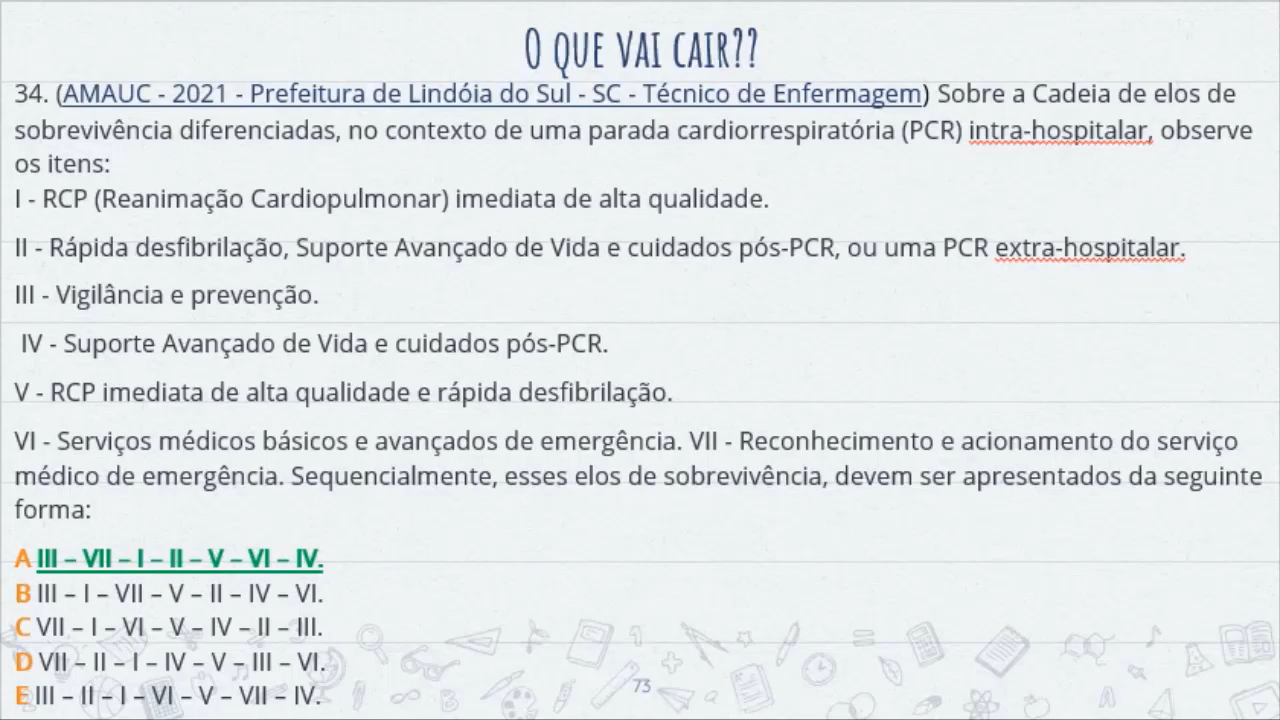 O que vai cair??
34. (AMAUC - 2021 - Prefeitura de Lindóia do Sul - SC - Técnico de Enfermagem) Sobre a Cadeia de elos de
sobrevivência diferenciadas, no contexto de uma parada cardiorrespiratória (PCR) intra-hospitalar, observe
os itens:
I - RCP (Reanimação Cardiopulmonar) imediata de alta qualidade.
II - Rápida desfibrilação, Suporte Avançado de Vida e cuidados pós-PCR, ou uma PCR extra-hospitalar.
III - Vigilância e prevenção.
IV - Suporte Avançado de Vida e cuidados pós-PCR.
V - RCP imediata de alta qualidade e rápida desfibrilação.
VI - Serviços médicos básicos e avançados de emergência. VII - Reconhecimento e acionamento do serviço
médico de emergência. Sequencialmente, esses elos de sobrevivência, devem ser apresentados da seguinte
forma:
A III – VII – I – II – V – VI – IV.
B III – I – VII – V – II – IV – VI.
C VII – I – VI – V – IV – II – III.
D VII – II – I – IV – V – III – VI.
E III – II – I – VI – V – VII – IV.
73